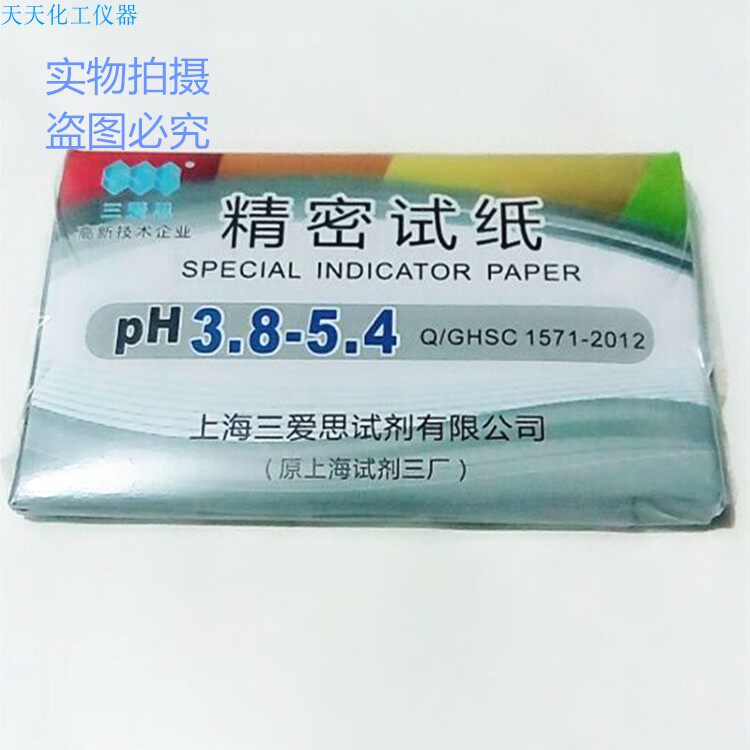 天天化工仪器
实物拍摄
盗图必究
三爱思
高新技术企业
精密试纸
SPECIAL INDICATOR PAPER
pH 3.8-5.4 Q/GHSC 1571-2012
上海三爱思试剂有限公司
（原上海试剂三厂）